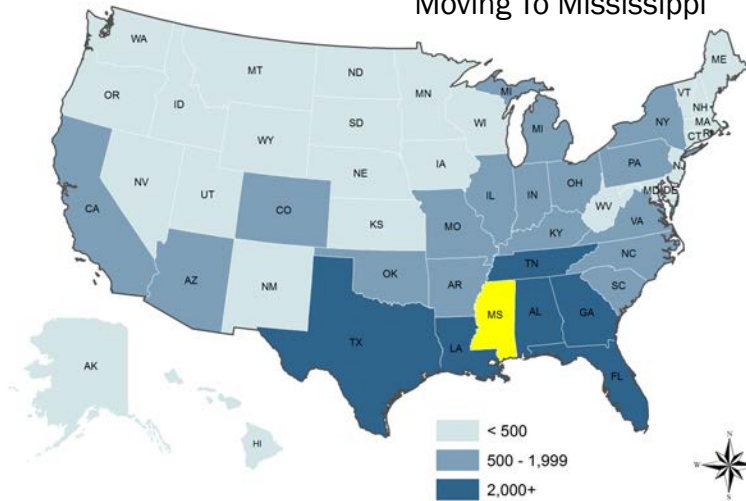 Moving To Mississippi
WA
MT
ND
MN
ME
OR
ID
SD
WI
MI
VT
NH
NY
MA
CT
WY
MI
IA
PA
NJ
NE
NV
UT
IL
IN
OH
MD
DE
CA
CO
KS
MO
WV
VA
KY
AZ
NM
OK
AR
TN
NC
SC
TX
LA
MS
AL
GA
FL
AK
HI
< 500
500 - 1,999
2,000+
N
W
E
S